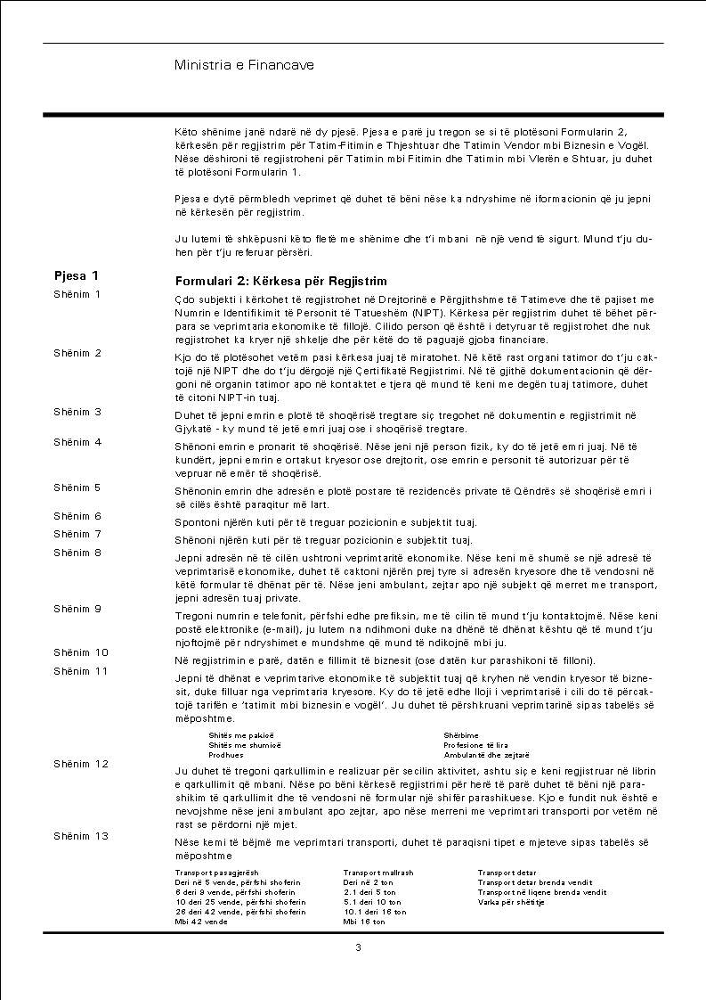 Ministria e Financave
Këto shënime janë ndarë në dy pjesë. Pjesa e parë ju tregon se si të plotësoni Formularin 2,
kërkesën për regjistrim për Tatim-Fitimin e Thjeshtuar dhe Tatimin Vendor mbi Biznesin e Vogël.
Nëse dëshironi të regjistroheni për Tatimin mbi Fitimin dhe Tatimin mbi Vlerën e Shtuar, ju duhet
të plotësoni Formularin 1.
Pjesa e dytë përmbledh veprimet që duhet të bëni nëse ka ndryshime në iformacionin që ju jepni
në kërkesën për regjistrim.
Ju lutemi të shkëpusni këto fletë me shënime dhe t'i mbani në një vend të sigurt. Mund t'ju du-
hen për t'ju referuar përsëri.
Pjesa 1
Formulari 2: Kërkesa për Regjistrim
Shënim 1
Çdo subjekti i kërkohet të regjistrohet në Drejtorinë e Përgjithshme të Tatimeve dhe të pajiset me
Numrin e Identifikimit të Personit të Tatueshëm (NIPT). Kërkesa për regjistrim duhet të bëhet për-
para se veprimtaria ekonomike të fillojë. Cilido person që është i detyruar të regjistrohet dhe nuk
regjistrohet ka kryer një shkelje dhe për këtë do të paguajë gjoba financiare.
Shënim 2
Kjo do të plotësohet vetëm pasi kërkesa juaj të miratohet. Në këtë rast organi tatimor do t'ju cak-
tojë një NIPT dhe do t'ju dërgojë një Çertifikatë Regjistrimi. Në të gjithë dokumentacionin që dër-
goni në organin tatimor apo në kontaktet e tjera që mund të keni me degën tuaj tatimore, duhet
të citoni NIPT-in tuaj.
Shënim 3
Duhet të jepni emrin e plotë të shoqërisë tregtare siç tregohet në dokumentin e regjistrimit në
Gjykatë - ky mund të jetë emri juaj ose i shoqërisë tregtare.
Shënim 4
Shënoni emrin e pronarit të shoqërisë. Nëse jeni një person fizik, ky do të jetë emri juaj. Në të
kundërt, jepni emrin e ortakut kryesor ose drejtorit, ose emrin e personit të autorizuar për të
vepruar në emër të shoqërisë.
Shënim 5
Shënonin emrin dhe adresën e plotë postare të rezidencës private të Qëndrës së shoqërisë emri i
së cilës është paraqitur më lart.
Shënim 6
Spontoni njërën kuti për të treguar pozicionin e subjektit tuaj.
Shënim 7
Shënoni njërën kuti për të treguar pozicionin e subjektit tuaj.
Shënim 8
Jepni adresën në të cilën ushtroni veprimtaritë ekonomike. Nëse keni më shumë se një adresë të
veprimtarisë ekonomike, duhet të caktoni njërën prej tyre si adresën kryesore dhe të vendosni në
këtë formular të dhënat për të. Nëse jeni ambulant, zejtar apo një subjekt që merret me transport,
jepni adresën tuaj private.
Shënim 9
Tregoni numrin e telefonit, përfshi edhe prefiksin, me të cilin të mund t'ju kontaktojmë. Nëse keni
postë elektronike (e-mail), ju lutem na ndihmoni duke na dhënë të dhënat kështu që të mund t'ju
njoftojmë për ndryshimet e mundshme që mund të ndikojnë mbi ju.
Shënim 10
Në regjistrimin e parë, datën e fillimit të biznesit (ose datën kur parashikoni të filloni).
Shënim 11
Jepni të dhënat e veprimtarive ekonomike të subjektit tuaj që kryhen në vendin kryesor të bizne-
sit, duke filluar nga veprimtaria kryesore. Ky do të jetë edhe lloji i veprimtarisë i cili do të përcak-
tojë tarifën e 'tatimit mbi biznesin e vogël'. Ju duhet të përshkruani veprimtarinë sipas tabelës së
mëposhtme.
Shitës me pakicë
Shitës me shumicë
Prodhues
Shërbime
Profesione të lira
Ambulantë dhe zejtarë
Shënim 12
Ju duhet të tregoni qarkullimin e realizuar për secilin aktivitet, ashtu siç e keni regjistruar në librin
e qarkullimit që mbani. Nëse po bëni kërkesë regjistrimi për herë të parë duhet të bëni një para-
shikim të qarkullimit dhe të vendosni në formular një shifër parashikuese. Kjo e fundit nuk është e
nevojshme nëse jeni ambulant apo zejtar, apo nëse merreni me veprimtari transporti por vetëm në
rast se përdorni një mjet.
Shënim 13
Nëse kemi të bëjmë me veprimtari transporti, duhet të paraqisni tipet e mjeteve sipas tabelës së
mëposhtme
Transport pasagjerësh
Deri në 5 vende, përfshi shoferin
6 deri 9 vende, përfshi shoferin
10 deri 25 vende, përfshi shoferin
26 deri 42 vende, përfshi shoferin
Mbi 42 vende
Transport mallrash
Deri në 2 ton
2.1 deri 5 ton
5.1 deri 10 ton
10.1 deri 16 ton
Mbi 16 ton
Transport detar
Transport detar brenda vendit
Transport në liqene brenda vendit
Varka për shëtitje
3